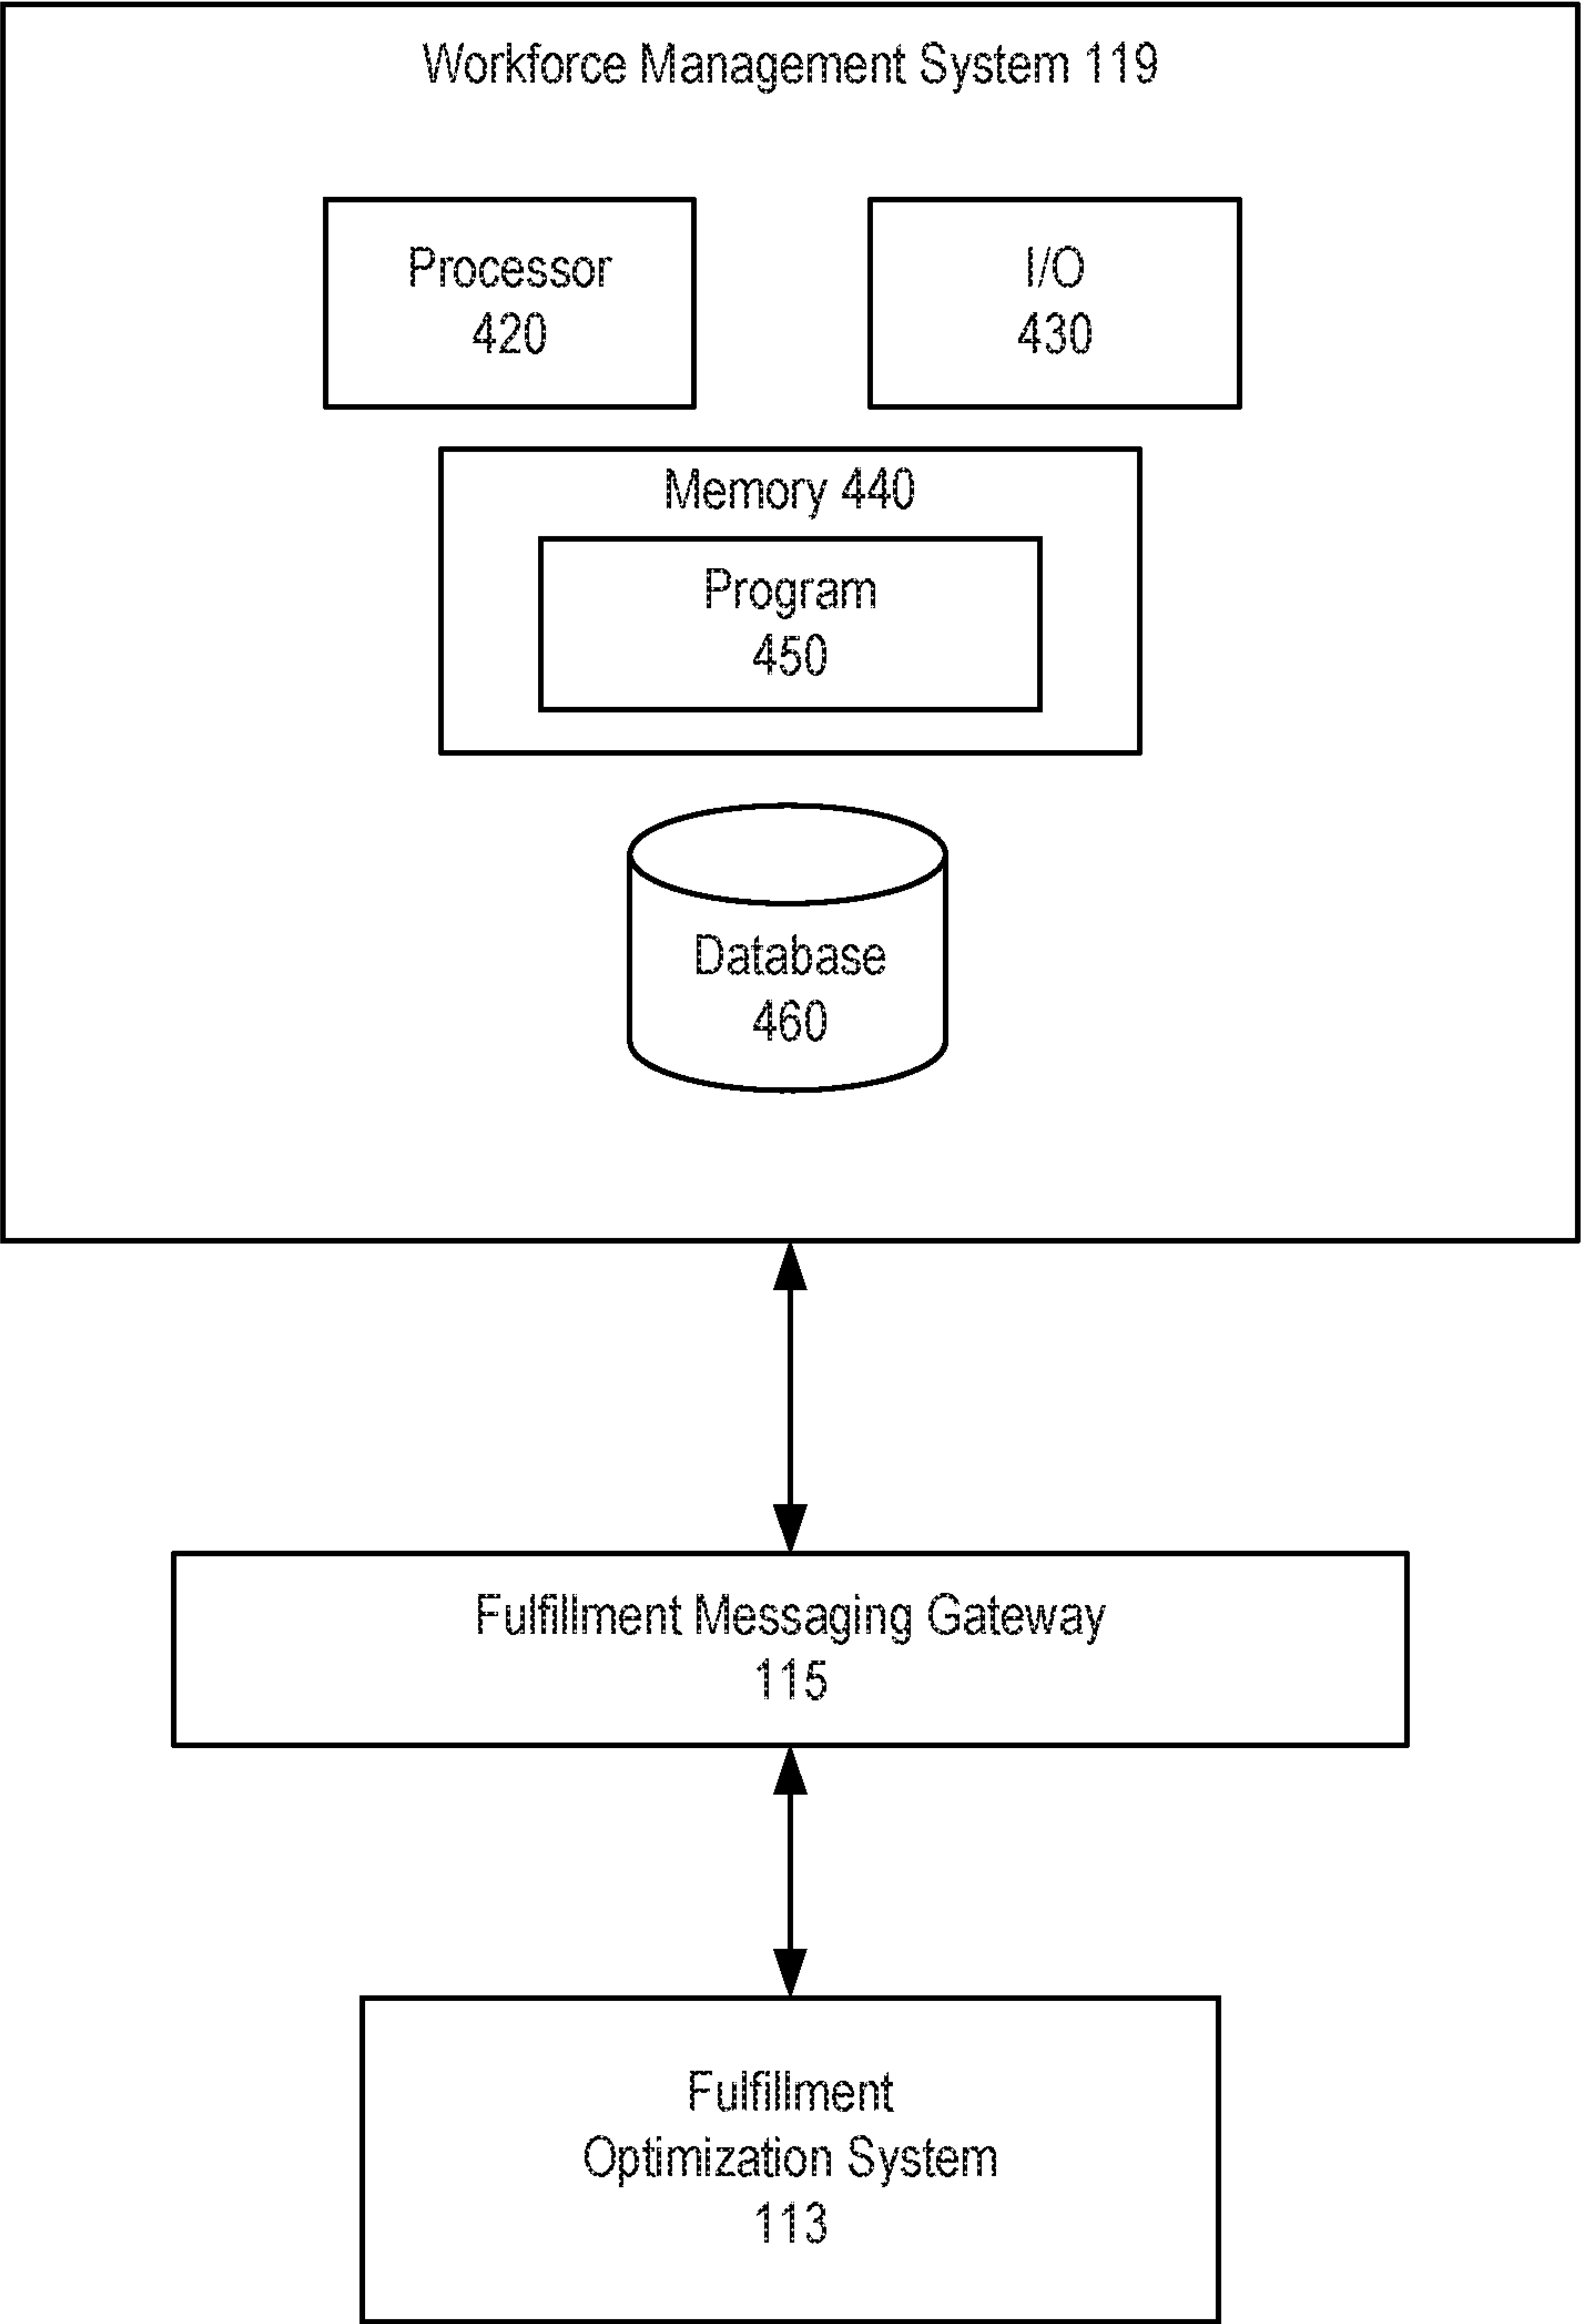 Workforce Management System 119
Processor
420
I/O
430
Memory 440
Program
450
Database
460
Fulfillment Messaging Gateway
115
Fulfillment
Optimization System
113